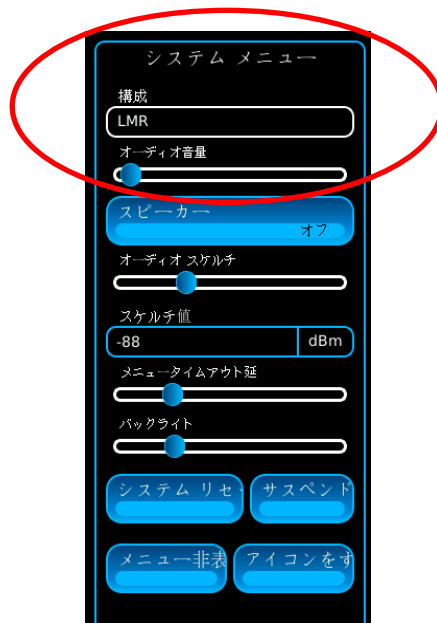 システム メニュー
構成
LMR
オーディオ音量
スピーカー
オフ
オーディオ スケルチ
スケルチ値
-88 dBm
メニュータイムアウト延
バックライト
システム リセ サスペンド
メニュー非表 アイコンをす